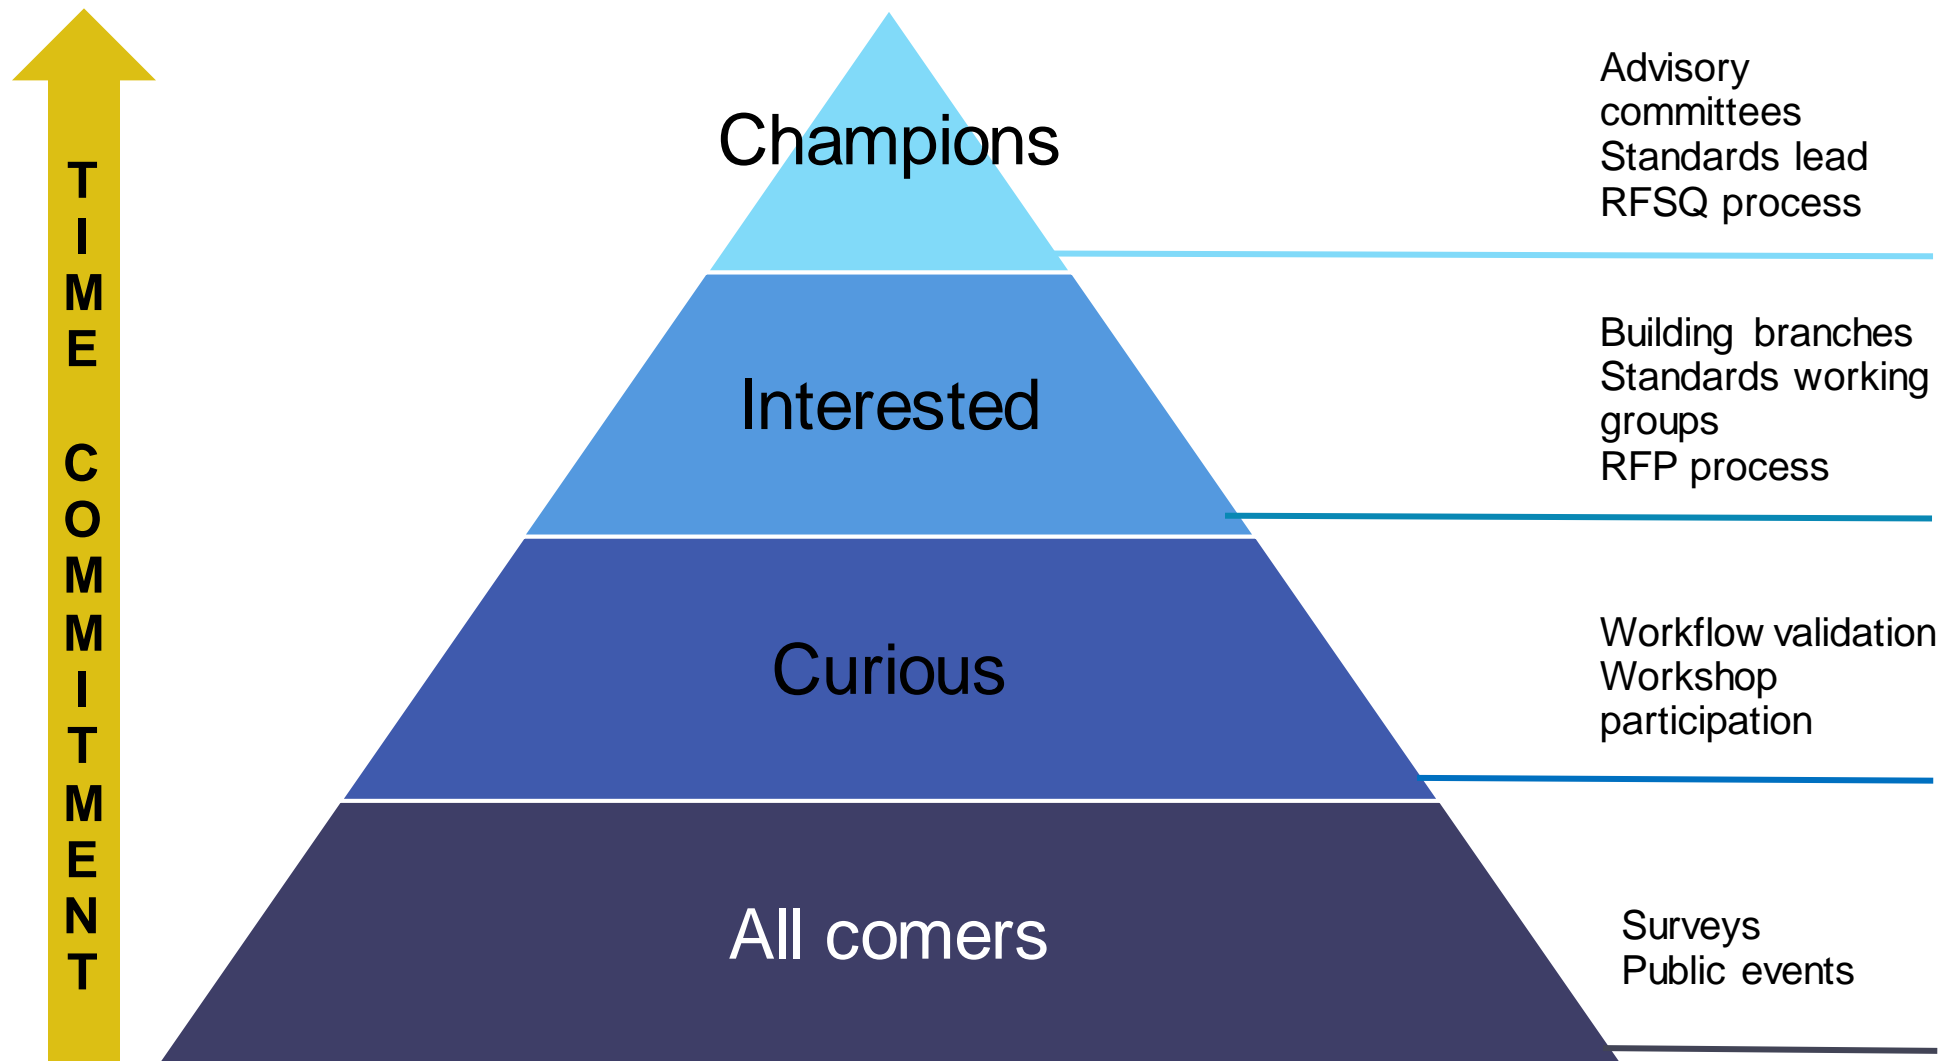 TIME COMMITMENT
Champions
Advisory
committees
Standards lead
RFSQ process
Interested
Building branches
Standards working
groups
RFP process
Curious
Workflow validation
Workshop
participation
All comers
Surveys
Public events